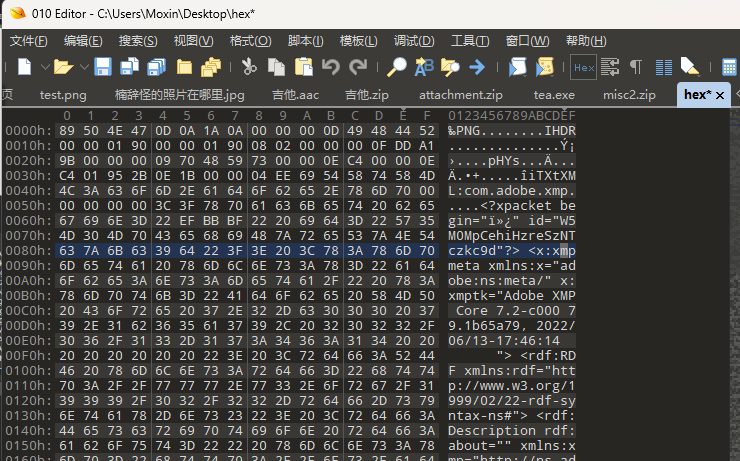 010 Editor - C:\Users\Moxin\Desktop\hex*
文件(F) 编辑(E) 搜索(S) 视图(V) 格式(O) 脚本(I) 模板(L) 调试(D) 工具(T) 窗口(W) 帮助(H)
Hex
页 test.png 楠辞怪的照片在哪里.jpg 吉他.aac 吉他.zip attachment.zip tea.exe misc2.zip hex*
0 1 2 3 4 5 6 7 8 9 A B C D E F 0123456789ABCDEF
0000h: 89 50 4E 47 0D 0A 1A 0A 00 00 00 0D 49 48 44 52 ‰PNG........IHDR
0010h: 00 00 01 90 00 00 01 90 08 02 00 00 00 0F DD A1 ..............Ý¡
0020h: 9B 00 00 00 09 70 48 59 73 00 00 0E C4 00 00 0E ›....pHYs...Ä...
0030h: C4 01 95 2B 0E 1B 00 00 04 EE 69 54 58 74 58 4D Ä.•+.....îiTXtXM
0040h: 4C 3A 63 6F 6D 2E 61 64 6F 62 65 2E 78 6D 70 00 L:com.adobe.xmp.
0050h: 00 00 00 00 3C 3F 78 70 61 63 6B 65 74 20 62 65 ....<?xpacket be
0060h: 67 69 6E 3D 22 EF BB BF 22 20 69 64 3D 22 57 35 gin="ï»¿" id="W5
0070h: 4D 30 4D 70 43 65 68 69 48 7A 72 65 53 7A 4E 54 M0MpCehiHzreSzNT
0080h: 63 7A 6B 63 39 64 22 3F 3E 20 3C 78 3A 78 6D 70 czkc9d"?> <x:xmp
0090h: 6D 65 74 61 20 78 6D 6C 6E 73 3A 78 3D 22 61 64 meta xmlns:x="ad
00A0h: 6F 62 65 3A 6E 73 3A 6D 65 74 61 2F 22 20 78 3A obe:ns:meta/" x:
00B0h: 78 6D 70 74 6B 3D 22 41 64 6F 62 65 20 58 4D 50 xmptk="Adobe XMP
00C0h: 20 43 6F 72 65 20 37 2E 32 2D 63 30 30 30 20 37 Core 7.2-c000 7
00D0h: 39 2E 31 62 36 35 61 37 39 2C 20 32 30 32 32 2F 9.1b65a79, 2022/
00E0h: 30 36 2F 31 33 2D 31 37 3A 34 36 3A 31 34 20 20 06/13-17:46:14
00F0h: 20 20 20 20 20 20 22 3E 20 3C 72 64 66 3A 52 44 "> <rdf:RD
0100h: 46 20 78 6D 6C 6E 73 3A 72 64 66 3D 22 68 74 74 F xmlns:rdf="htt
0110h: 70 3A 2F 2F 77 77 77 2E 77 33 2E 6F 72 67 2F 31 p://www.w3.org/1
0120h: 39 39 39 2F 30 32 2F 32 32 2D 72 64 66 2D 73 79 999/02/22-rdf-sy
0130h: 6E 74 61 78 2D 6E 73 23 22 3E 20 3C 72 64 66 3A ntax-ns#"> <rdf:
0140h: 44 65 73 63 72 69 70 74 69 6F 6E 20 72 64 66 3A Description rdf:
0150h: 61 62 6F 75 74 3D 22 22 20 78 6D 6C 6E 73 3A 78 about="" xmlns:x
0160h: 6D 70 3D 22 68 74 74 70 3A 2F 2F 6E 73 2E 61 64 mp="http://ns.ad